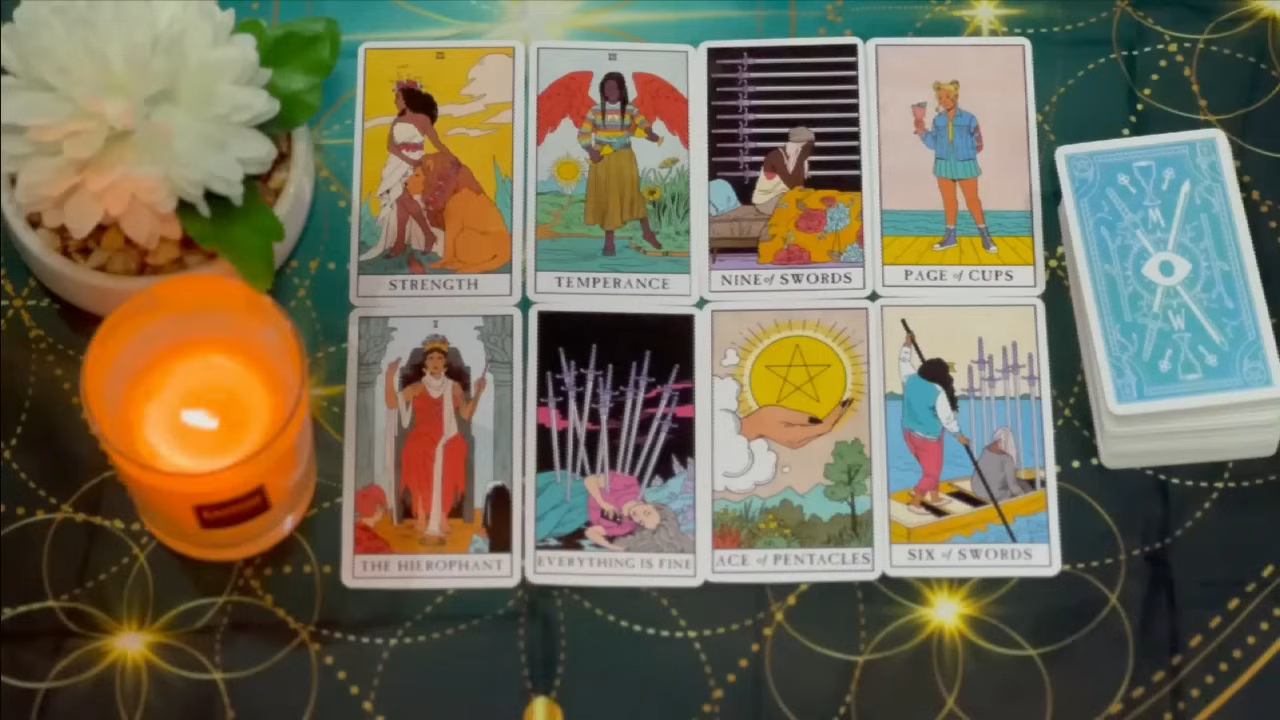 STRENGTH
TEMPERANCE
NINE of SWORDS
PAGE of CUPS
M
W
V
THE HIEROPHANT
EVERYTHING IS FINE
ACE of PENTACLES
SIX of SWORDS